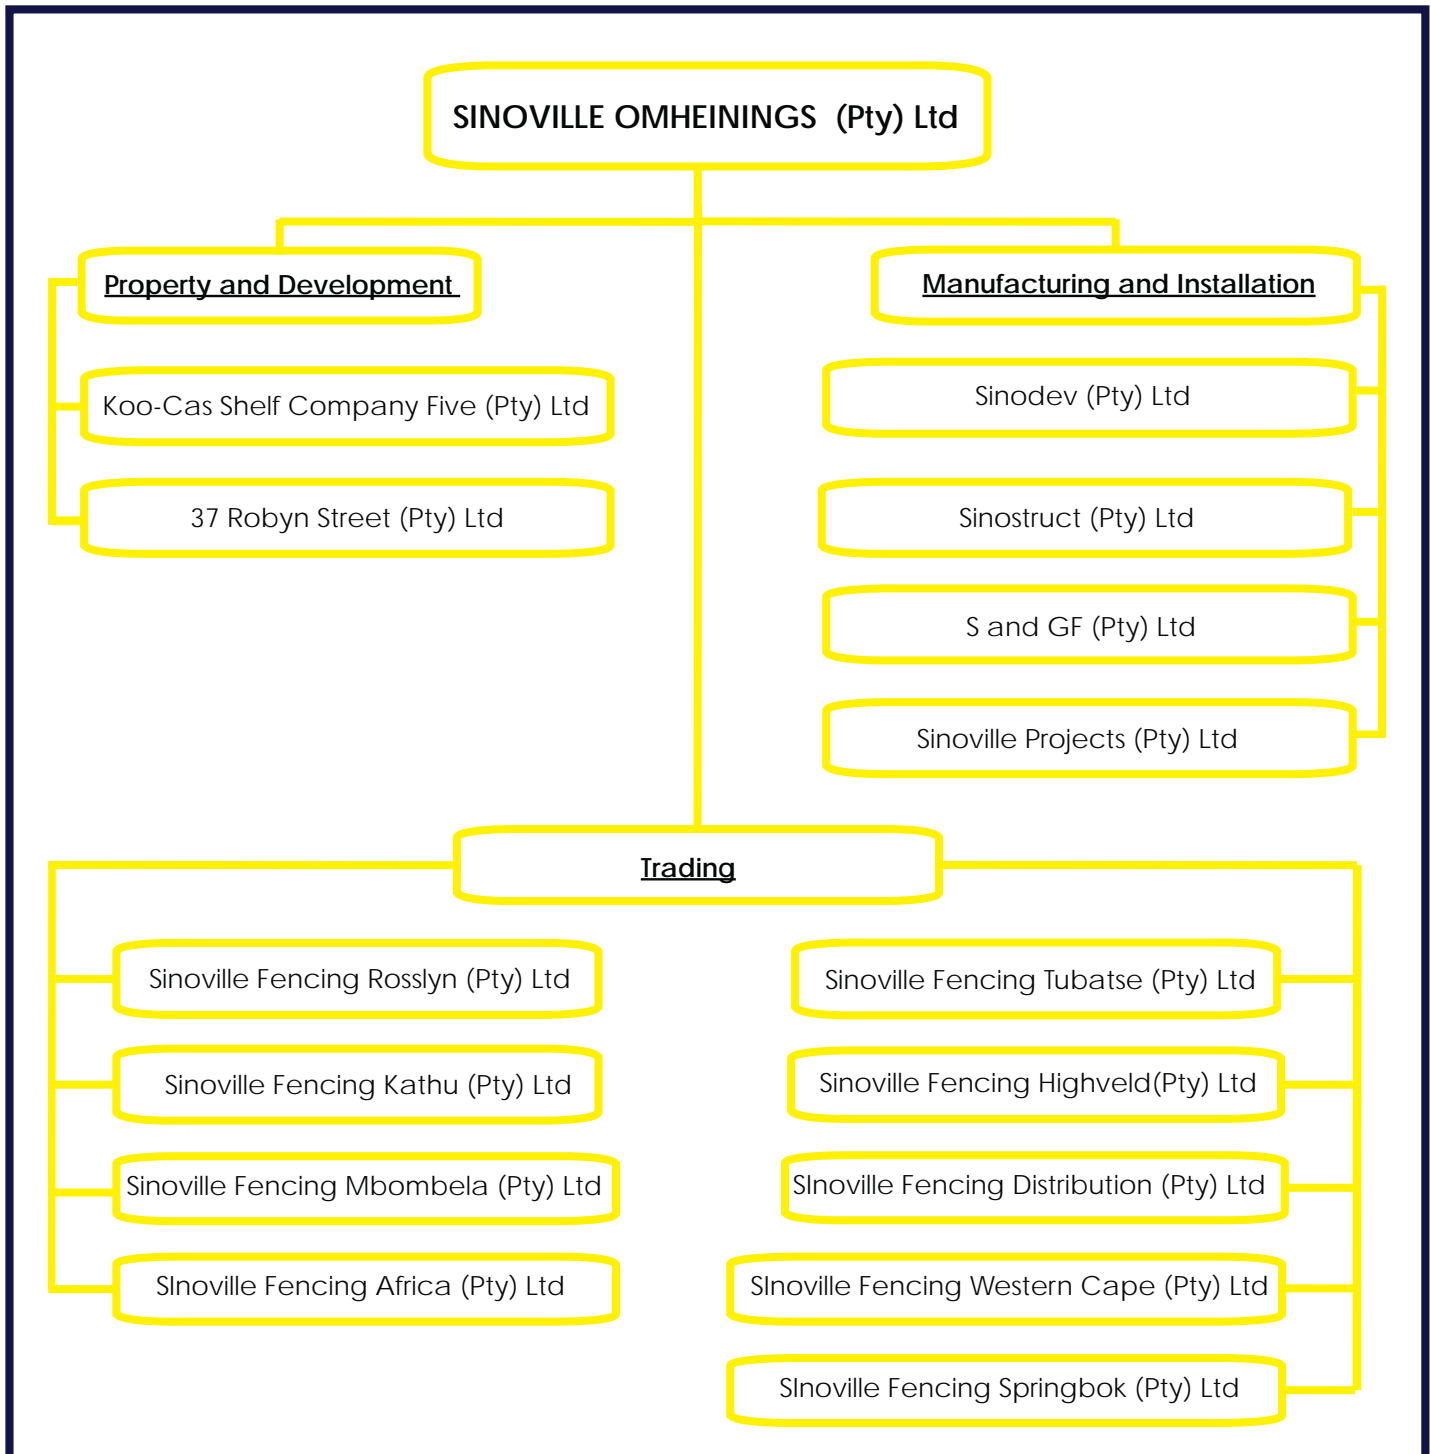 SINOVILLE OMHEININGS (Pty) Ltd
Property and Development
Koo-Cas Shelf Company Five (Pty) Ltd
37 Robyn Street (Pty) Ltd
Manufacturing and Installation
Sinodev (Pty) Ltd
Sinostruct (Pty) Ltd
S and GF (Pty) Ltd
Sinoville Projects (Pty) Ltd
Trading
Sinoville Fencing Rosslyn (Pty) Ltd
Sinoville Fencing Kathu (Pty) Ltd
Sinoville Fencing Mbombela (Pty) Ltd
SInoville Fencing Africa (Pty) Ltd
Sinoville Fencing Tubatse (Pty) Ltd
Sinoville Fencing Highveld(Pty) Ltd
SInoville Fencing Distribution (Pty) Ltd
SInoville Fencing Western Cape (Pty) Ltd
SInoville Fencing Springbok (Pty) Ltd